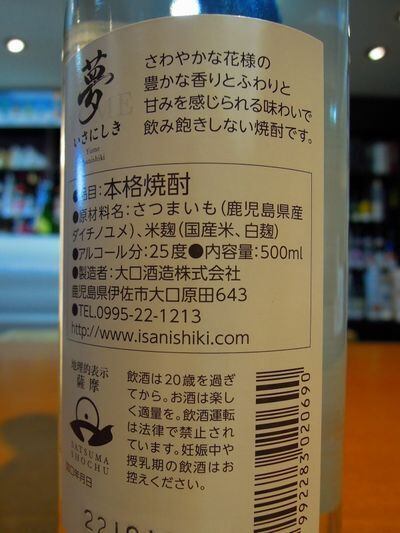 夢
いさにしき
Yume
Isanishiki
さわやかな花様の
豊かな香りとふわりと
甘みを感じられる味わいで
飲み飽きしない焼酎です。
●品目:本格焼酎
●原材料名:さつまいも(鹿児島県産
ダイチノユメ)、米麹(国産米、白麹)
●アルコール分:25度●内容量:500ml
●製造者:大口酒造株式会社
鹿児島県伊佐市大口原田643
●TEL.0995-22-1213
http://www.isanishiki.com
地理的表示
薩摩
SATSUMA
SHOCHU
飲酒は20歳を過ぎ
てから。お酒は楽し
く適量を。飲酒運転
は法律で禁止され
ています。妊娠中や
授乳期の飲酒はお
控えください。
992283020690